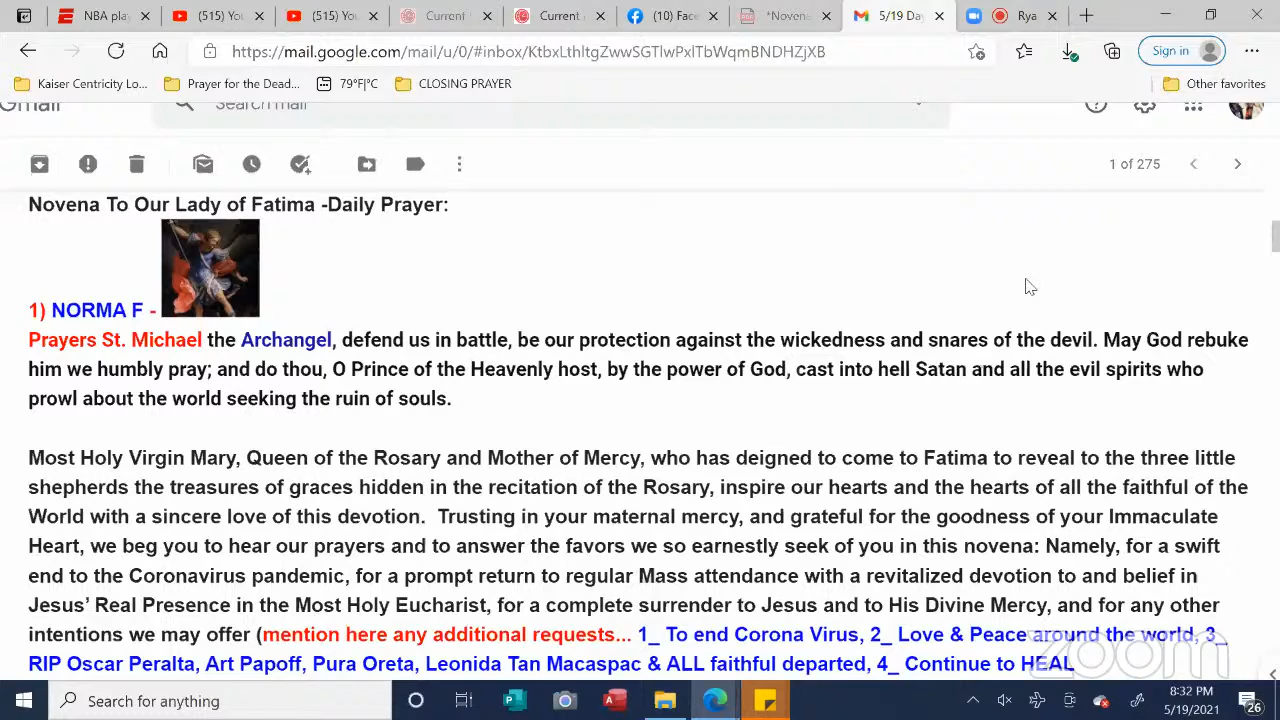 NBA play
(515) Yo
(515) You
Current
Current
(10) Face
*Novena
5/19 Day
Rya
https://mail.google.com/mail/u/0/#inbox/KtbxLthltgZwwSGTlwPxlTbWqmBNDHZjXB
Sign in
Kaiser Centricity Lo...
Prayer for the Dead...
79°F|°C
CLOSING PRAYER
Other favorites
Gmail
Search mail
1 of 275
Novena To Our Lady of Fatima -Daily Prayer:
1) NORMA F -
Prayers St. Michael the Archangel, defend us in battle, be our protection against the wickedness and snares of the devil. May God rebuke
him we humbly pray; and do thou, O Prince of the Heavenly host, by the power of God, cast into hell Satan and all the evil spirits who
prowl about the world seeking the ruin of souls.
Most Holy Virgin Mary, Queen of the Rosary and Mother of Mercy, who has deigned to come to Fatima to reveal to the three little
shepherds the treasures of graces hidden in the recitation of the Rosary, inspire our hearts and the hearts of all the faithful of the
World with a sincere love of this devotion. Trusting in your maternal mercy, and grateful for the goodness of your Immaculate
Heart, we beg you to hear our prayers and to answer the favors we so earnestly seek of you in this novena: Namely, for a swift
end to the Coronavirus pandemic, for a prompt return to regular Mass attendance with a revitalized devotion to and belief in
Jesus' Real Presence in the Most Holy Eucharist, for a complete surrender to Jesus and to His Divine Mercy, and for any other
intentions we may offer (mention here any additional requests... 1_ To end Corona Virus, 2_ Love & Peace around the world, 3_
RIP Oscar Peralta, Art Papoff, Pura Oreta, Leonida Tan Macaspac & ALL faithful departed, 4_ Continue to HEAL
zoom
Search for anything
8:32 PM
5/19/2021
26